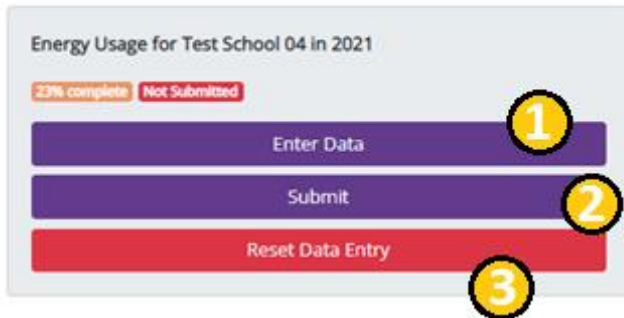 Energy Usage for Test School 04 in 2021
23% complete Not Submitted
1
Enter Data
Submit
2
Reset Data Entry
3